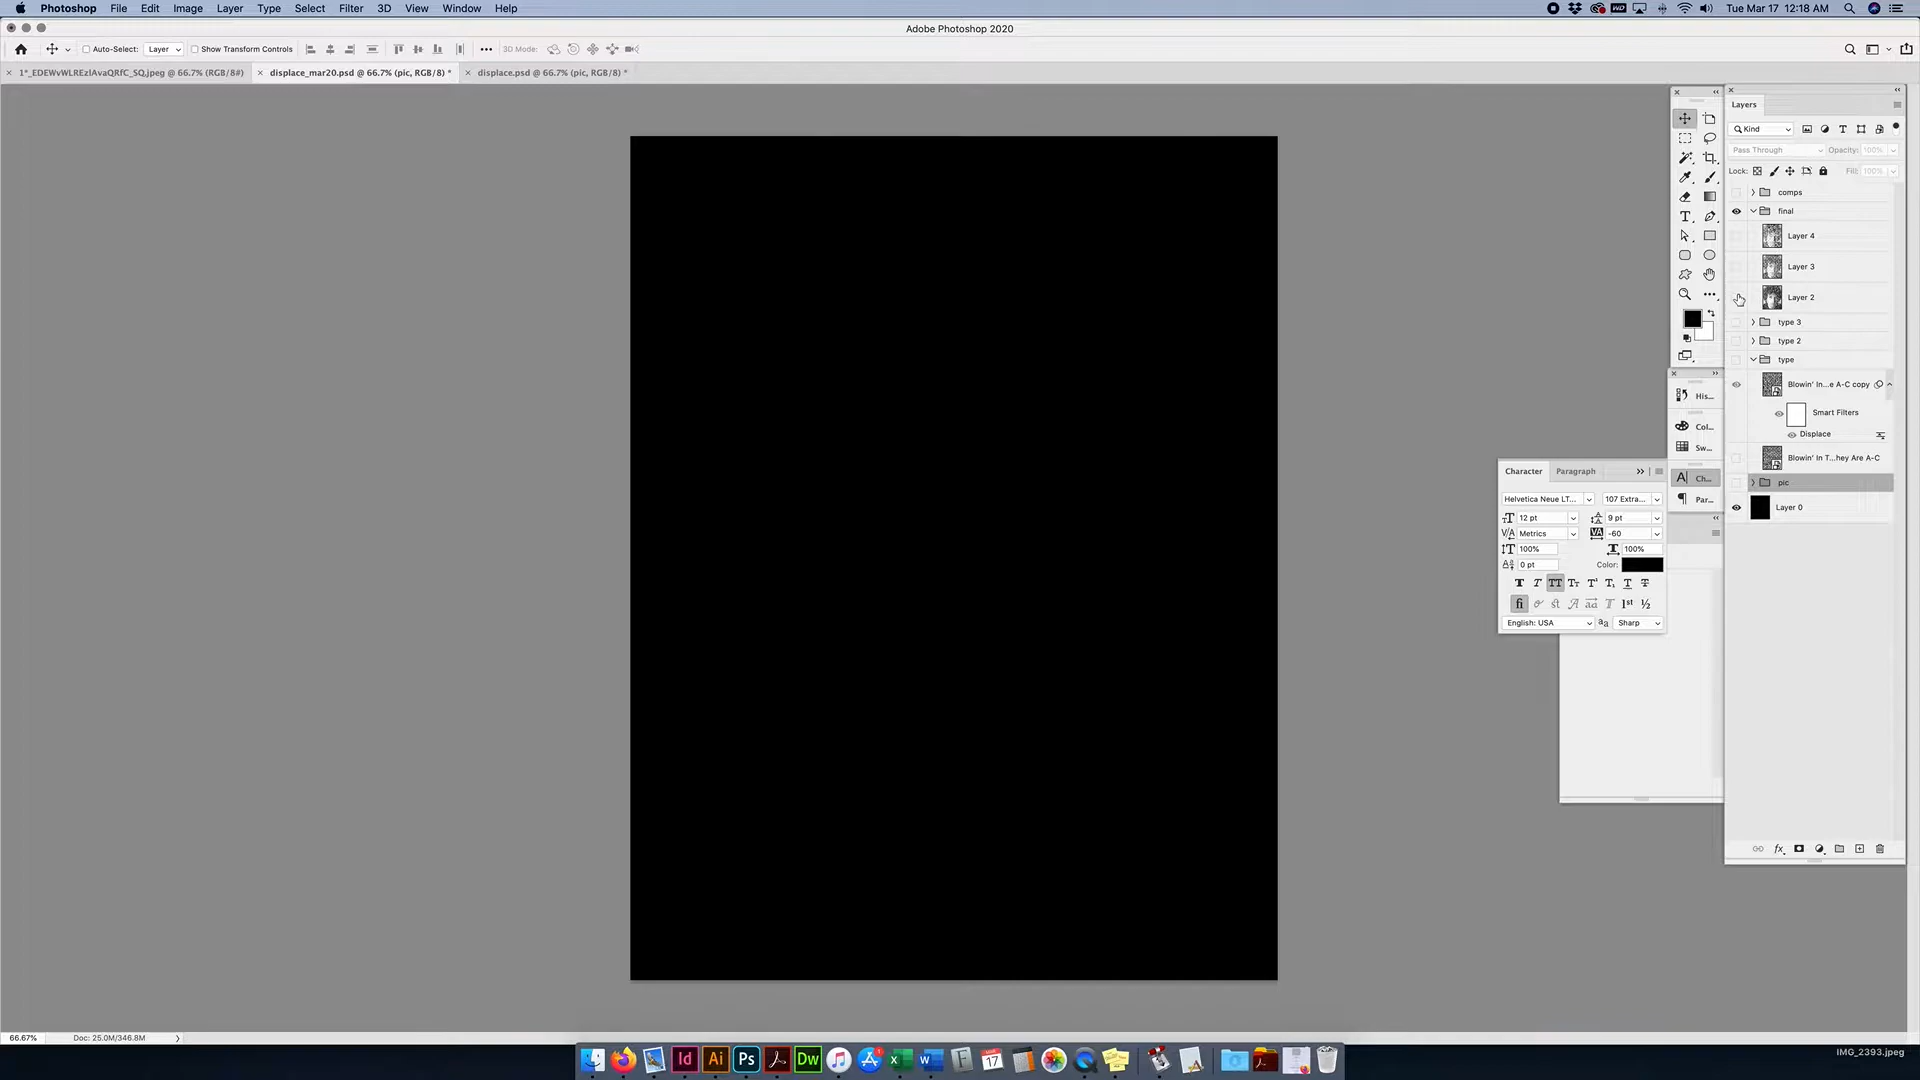 Photoshop File Edit Image Layer Type Select Filter 3D View Window Help
Tue Mar 17 12:18 AM
Adobe Photoshop 2020
Auto-Select: Layer Show Transform Controls 3D Mode:
1*_EDEWvWLREzIAvaQRfC_SQ.jpeg @ 66.7% (RGB/8#) displace_mar20.psd @ 66.7% (pic, RGB/8) * displace.psd @ 66.7% (pic, RGB/8) *
Layers
Kind
Pass Through Opacity: 100%
Lock: Fill: 100%
comps
final
Layer 4
Layer 3
Layer 2
type 3
type 2
type
Blowin' In...e A-C copy
Smart Filters
Displace
Blowin' In T...hey Are A-C
pic
Layer 0
His...
Col...
Sw...
Ch...
Par...
Character Paragraph
Helvetica Neue LT... 107 Extra...
12 pt 9 pt
Metrics -60
100% 100%
0 pt Color:
English: USA Sharp
66.67% Doc: 25.0M/346.8M
Id Ai Ps Dw 17
IMG_2393.jpeg